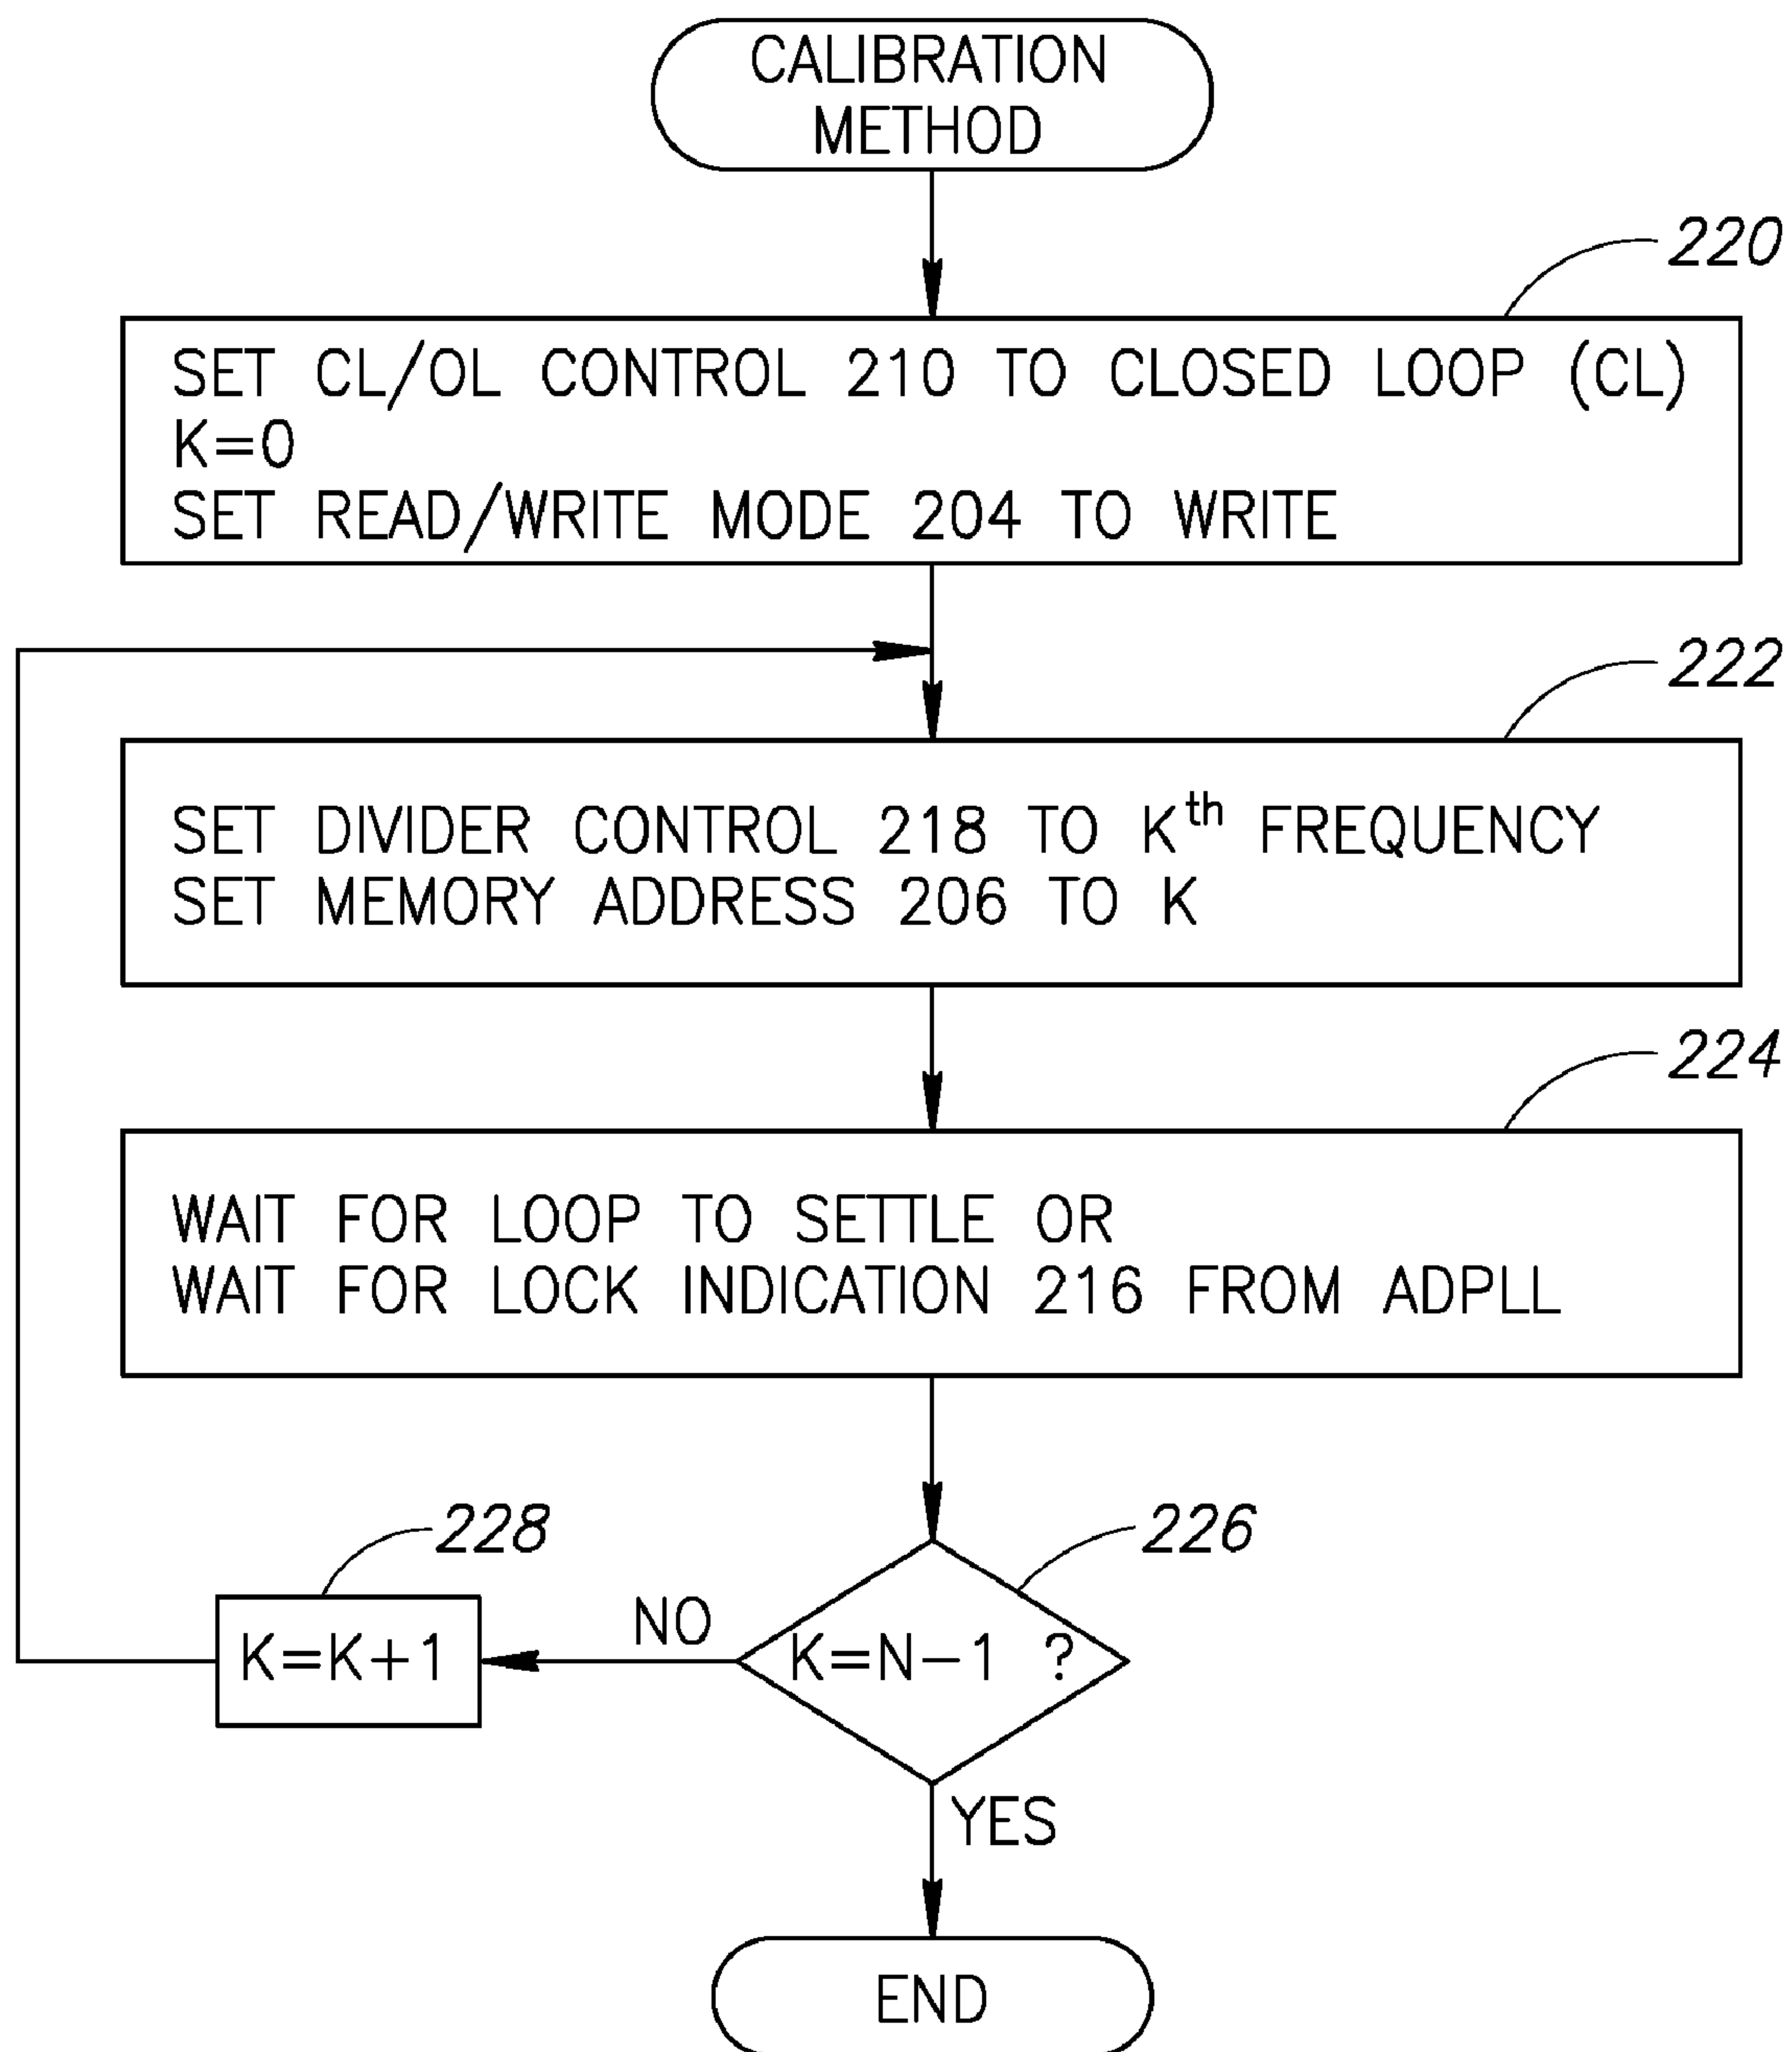 CALIBRATION
METHOD
220
SET CL/OL CONTROL 210 TO CLOSED LOOP (CL)
K=0
SET READ/WRITE MODE 204 TO WRITE
222
SET DIVIDER CONTROL 218 TO Kth FREQUENCY
SET MEMORY ADDRESS 206 TO K
224
WAIT FOR LOOP TO SETTLE OR
WAIT FOR LOCK INDICATION 216 FROM ADPLL
228
226
K=K+1
NO
K=N-1 ?
YES
END